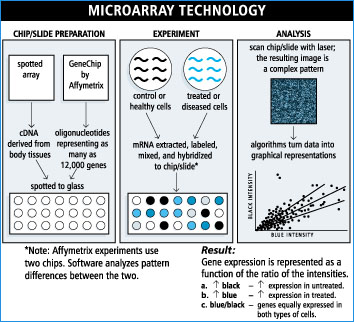 MICROARRAY TECHNOLOGY
CHIP/SLIDE PREPARATION
spotted
array
GeneChip
by
Affymetrix
cDNA
derived from
body tissues
oligonucleotides
representing as
many as
12,000 genes
spotted to glass
EXPERIMENT
control or
healthy cells
treated or
diseased cells
mRNA extracted, labeled,
mixed, and hybridized
to chip/slide*
ANALYSIS
scan chip/slide with laser;
the resulting image is
a complex pattern
algorithms turn data into
graphical representations
BLACK INTENSITY
BLUE INTENSITY
*Note: Affymetrix experiments use
two chips. Software analyzes pattern
differences between the two.
Result:
Gene expression is represented as a
function of the ratio of the intensities.
a. ↑ black – ↑ expression in untreated.
b. ↑ blue – ↑ expression in treated.
c. blue/black – genes equally expressed in
both types of cells.